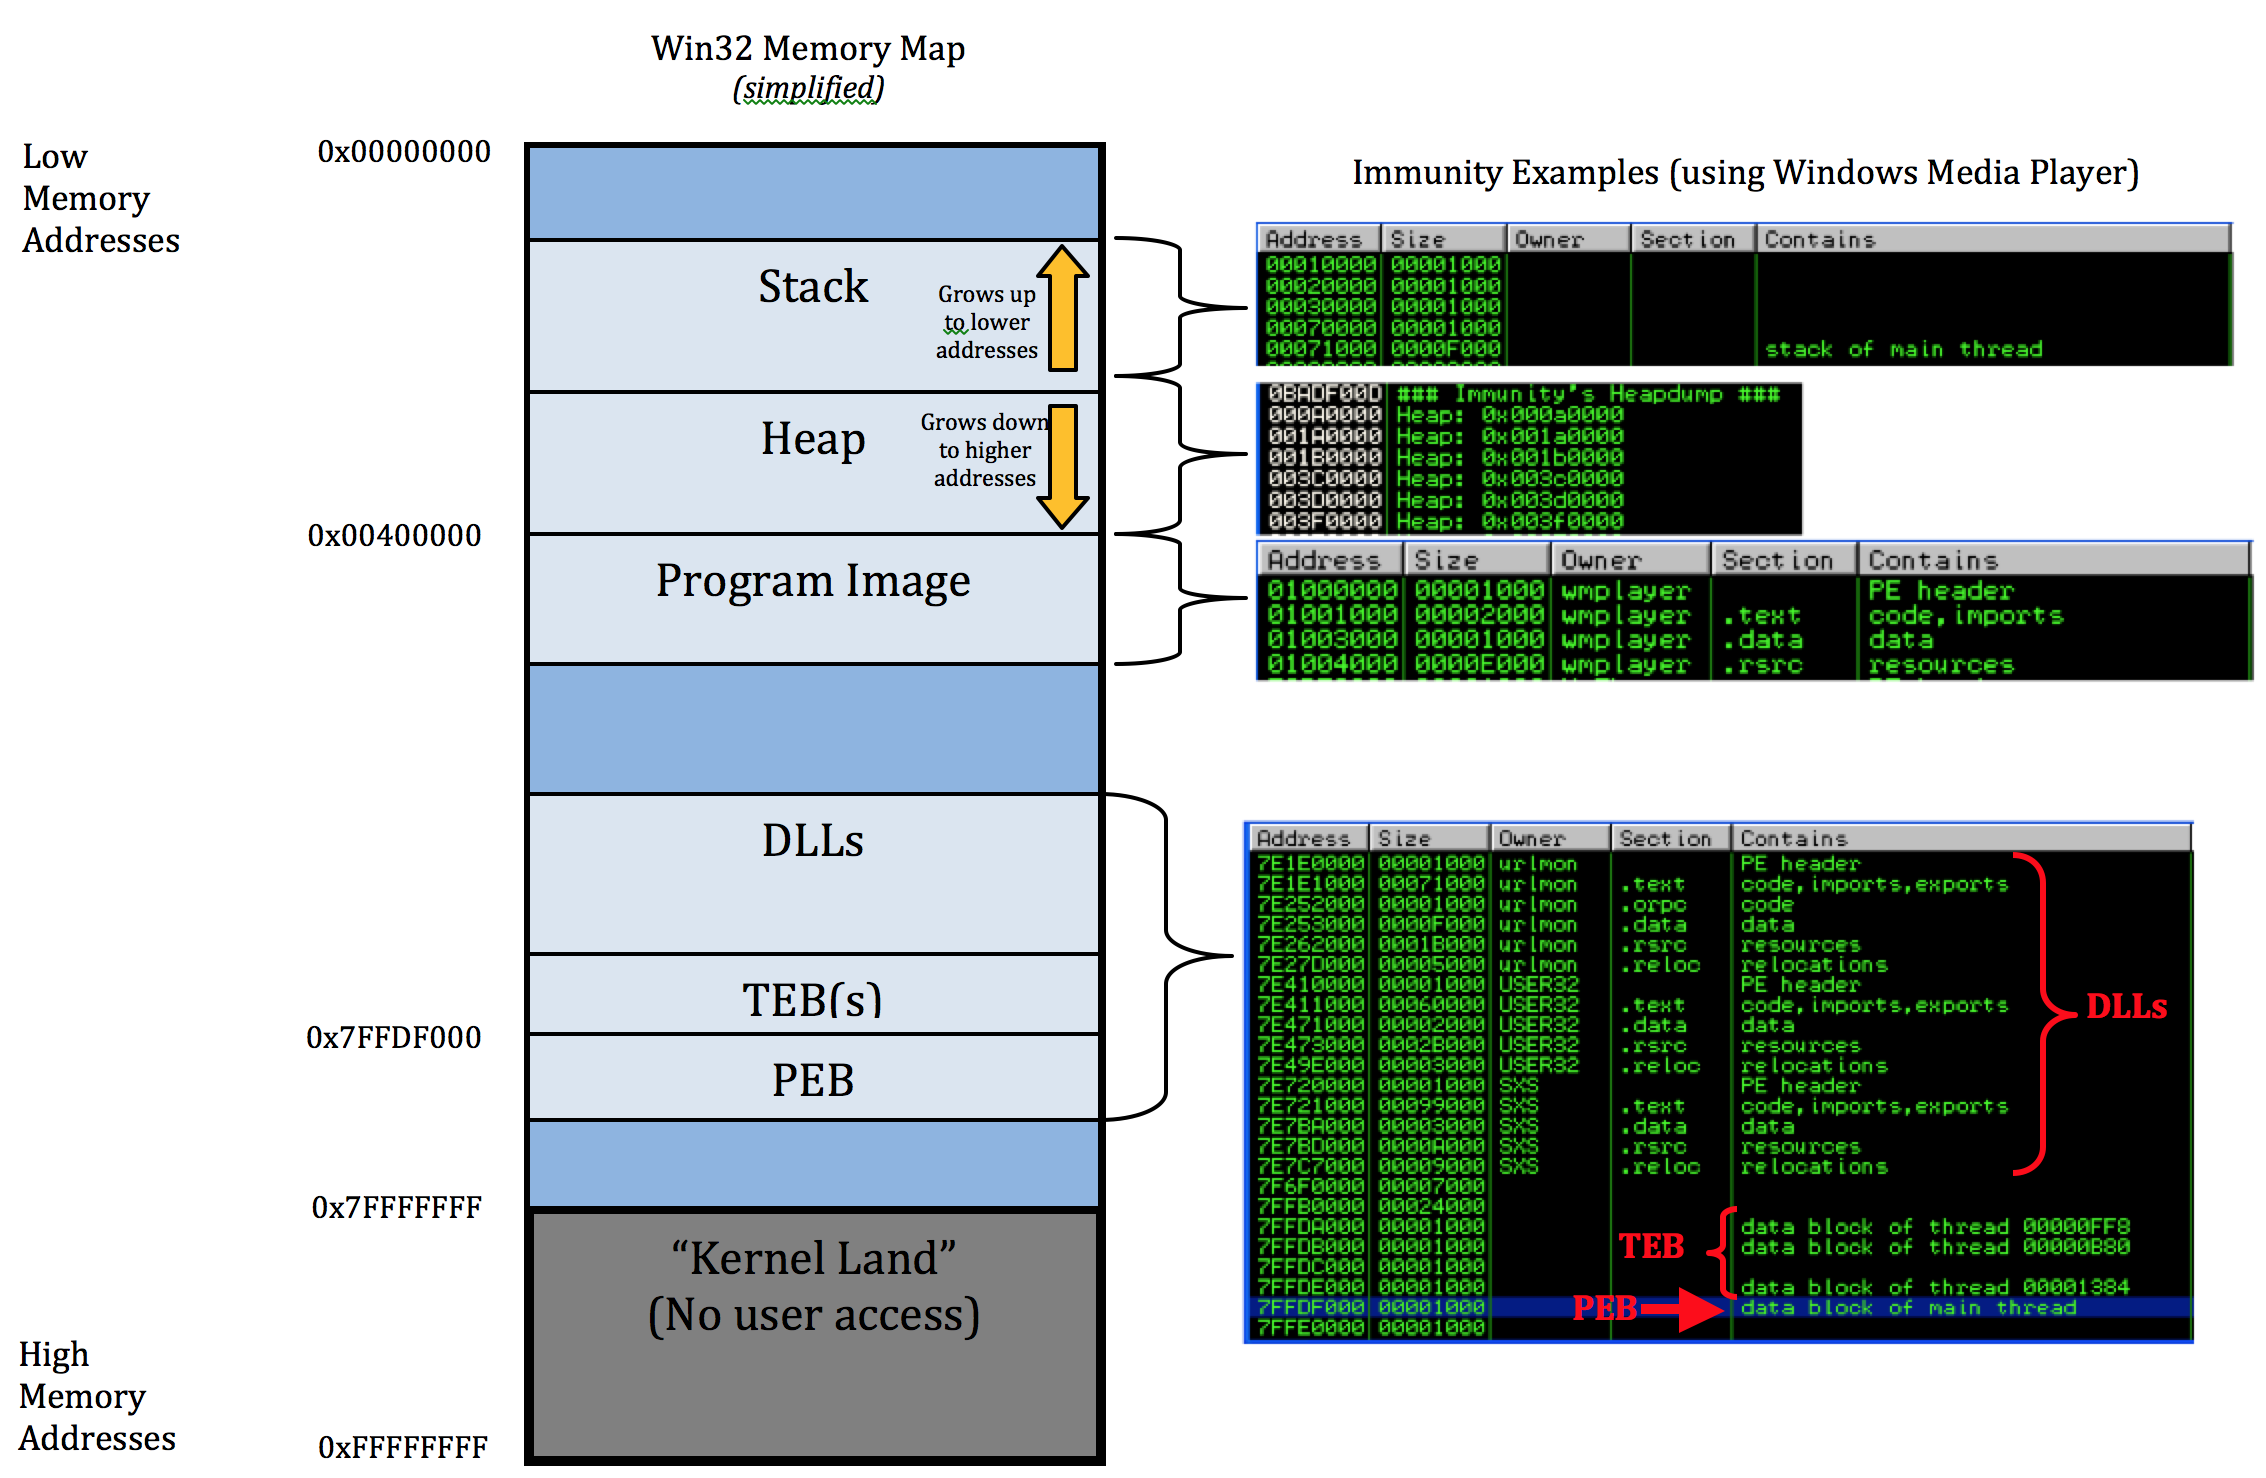 Win32 Memory Map
(simplified)
Low
Memory
Addresses
0x00000000
Stack
Grows up
to lower
addresses
Heap
Grows down
to higher
addresses
0x00400000
Program Image
DLLs
TEB(s)
0x7FFDF000
PEB
0x7FFFFFFF
“Kernel Land”
(No user access)
High
Memory
Addresses
0xFFFFFFFF
Immunity Examples (using Windows Media Player)
Address Size Owner Section Contains
00010000 00001000
00020000 00001000
00030000 00001000
00070000 00001000
00071000 0000F000 stack of main thread
0BADF00D ### Immunity's Heapdump ###
000A0000 Heap: 0x000a0000
001A0000 Heap: 0x001a0000
001B0000 Heap: 0x001b0000
003C0000 Heap: 0x003c0000
003D0000 Heap: 0x003d0000
003F0000 Heap: 0x003f0000
Address Size Owner Section Contains
01000000 00001000 wmplayer PE header
01001000 00002000 wmplayer .text code,imports
01003000 00001000 wmplayer .data data
01004000 0000E000 wmplayer .rsrc resources
Address Size Owner Section Contains
7E1E0000 00001000 urlmon PE header
7E1E1000 00071000 urlmon .text code,imports,exports
7E252000 00001000 urlmon .orpc code
7E253000 0000F000 urlmon .data data
7E262000 0001B000 urlmon .rsrc resources
7E27D000 00005000 urlmon .reloc relocations
7E410000 00001000 USER32 PE header
7E411000 00060000 USER32 .text code,imports,exports
7E471000 00002000 USER32 .data data
7E473000 0002B000 USER32 .rsrc resources
7E49E000 00003000 USER32 .reloc relocations
7E720000 00001000 SXS PE header
7E721000 00099000 SXS .text code,imports,exports
7E7BA000 00003000 SXS .data data
7E7BD000 0000A000 SXS .rsrc resources
7E7C7000 00009000 SXS .reloc relocations
7F6F0000 00007000
7FFB0000 00024000
7FFDA000 00001000 data block of thread 00000FF8
7FFDB000 00001000 data block of thread 00000B80
7FFDC000 00001000
7FFDE000 00001000 data block of thread 00001384
7FFDF000 00001000 data block of main thread
7FFE0000 00001000
DLLs
TEB
PEB